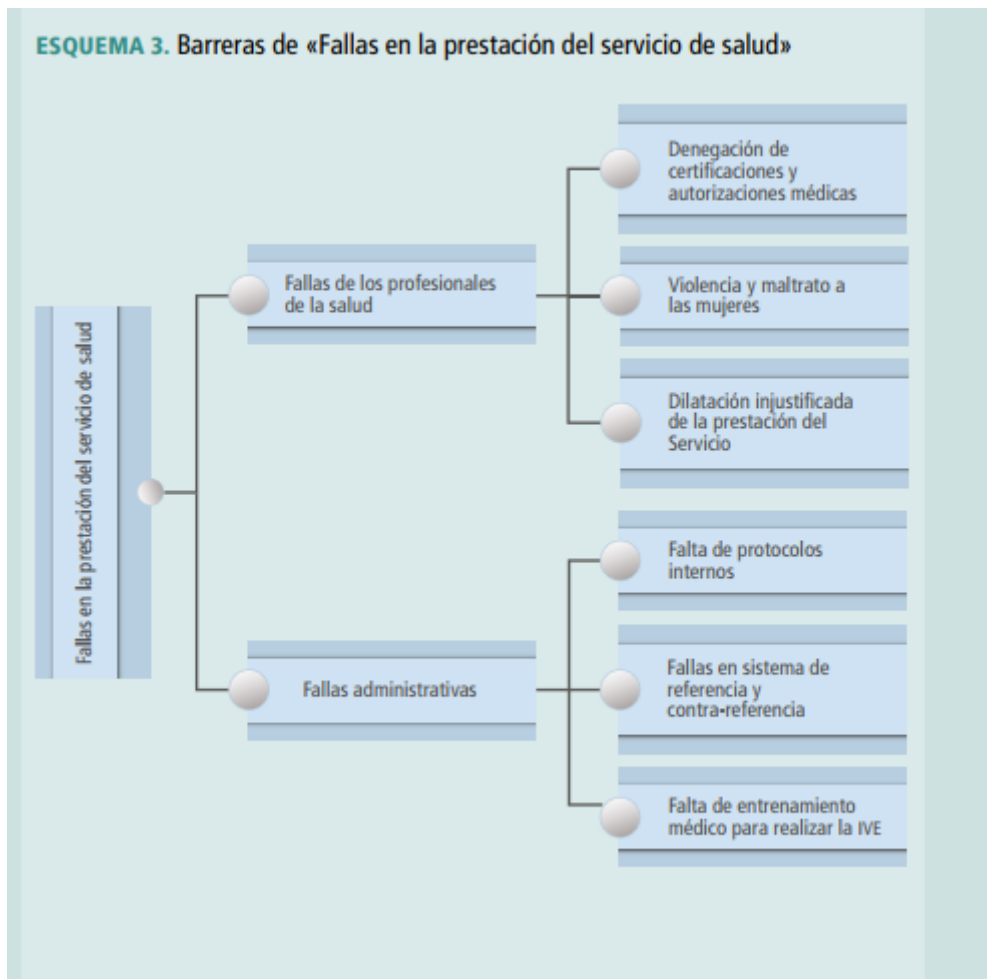 ESQUEMA 3. Barreras de «Fallas en la prestación del servicio de salud»
Fallas en la prestación del servicio de salud
Fallas de los profesionales
de la salud
Denegación de
certificaciones y
autorizaciones médicas
Violencia y maltrato a
las mujeres
Dilatación injustificada
de la prestación del
Servicio
Fallas administrativas
Falta de protocolos
internos
Fallas en sistema de
referencia y
contra•referencia
Falta de entrenamiento
médico para realizar la IVE